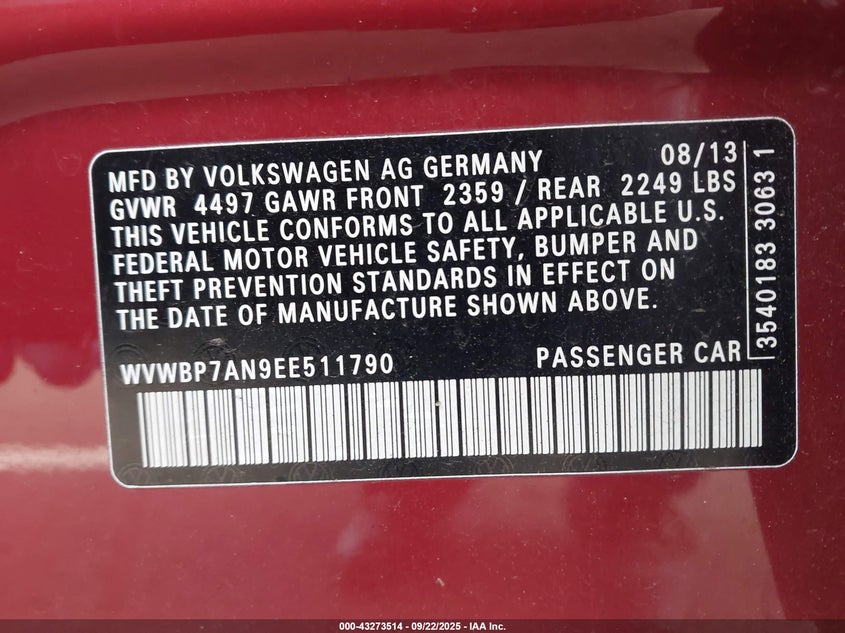 MFD BY VOLKSWAGEN AG GERMANY 08/13
GVWR 4497 GAWR FRONT 2359 / REAR 2249 LBS
THIS VEHICLE CONFORMS TO ALL APPLICABLE U.S.
FEDERAL MOTOR VEHICLE SAFETY, BUMPER AND
THEFT PREVENTION STANDARDS IN EFFECT ON
THE DATE OF MANUFACTURE SHOWN ABOVE.
WVWBP7AN9EE511790 PASSENGER CAR
3540183 3063 1
000-43273514 - 09/22/2025 - IAA Inc.